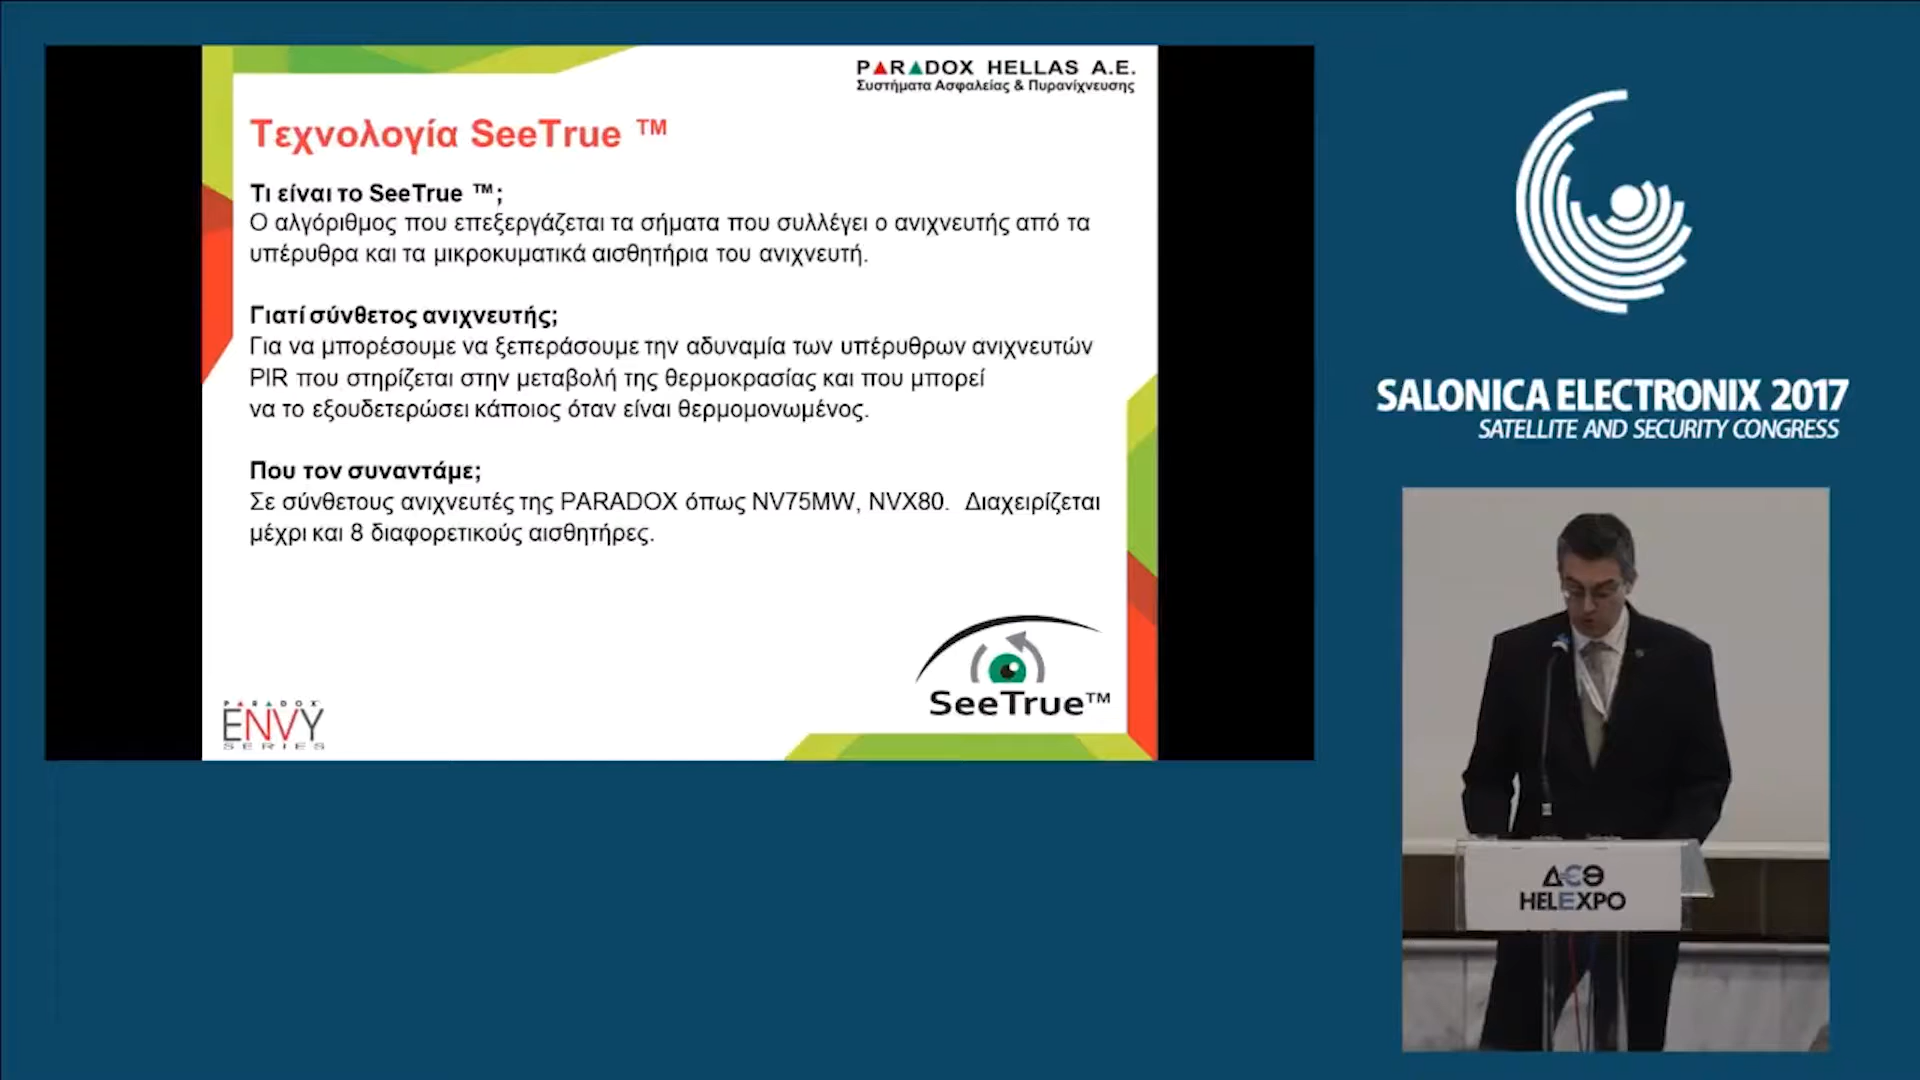 PARADOX HELLAS A.E.
Συστήματα Ασφαλείας & Πυρανίχνευσης
Τεχνολογία SeeTrue ™
Τι είναι το SeeTrue ™;
Ο αλγόριθμος που επεξεργάζεται τα σήματα που συλλέγει ο ανιχνευτής από τα
υπέρυθρα και τα μικροκυματικά αισθητήρια του ανιχνευτή.
Γιατί σύνθετος ανιχνευτής;
Για να μπορέσουμε να ξεπεράσουμε την αδυναμία των υπέρυθρων ανιχνευτών
PIR που στηρίζεται στην μεταβολή της θερμοκρασίας και που μπορεί
να το εξουδετερώσει κάποιος όταν είναι θερμομονωμένος.
Που τον συναντάμε;
Σε σύνθετους ανιχνευτές της PARADOX όπως NV75MW, NVX80. Διαχειρίζεται
μέχρι και 8 διαφορετικούς αισθητήρες.
SeeTrue™
PARADOX
ENVY
SERIES
SALONICA ELECTRONIX 2017
SATELLITE AND SECURITY CONGRESS
ΔΕΘ
HELEXPO